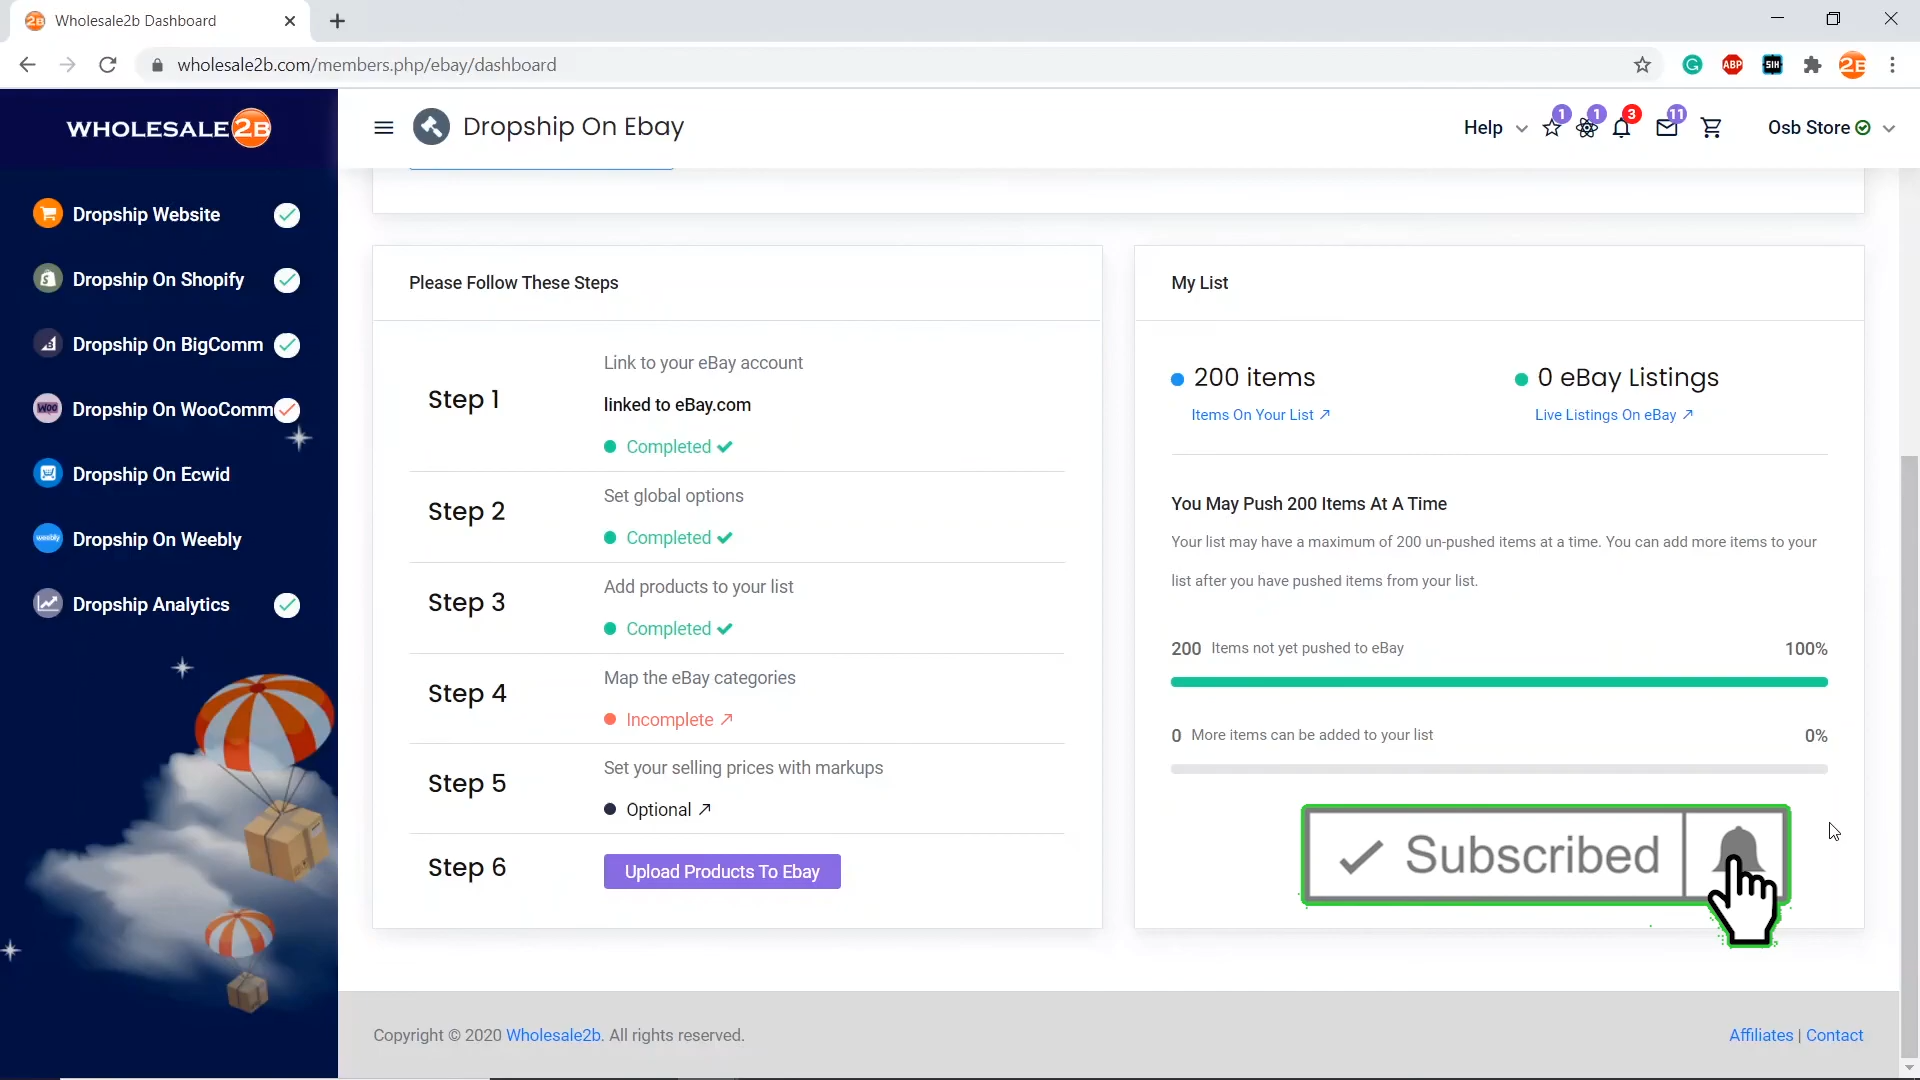 Wholesale2b Dashboard
wholesale2b.com/members.php/ebay/dashboard
ABP
SIH
2B
WHOLESALE2B
Dropship On Ebay
Help
1
1
3
11
Osb Store
Dropship Website
Dropship On Shopify
Dropship On BigComm
Dropship On WooComm
Dropship On Ecwid
Dropship On Weebly
Dropship Analytics
Please Follow These Steps
Step 1
Link to your eBay account
linked to eBay.com
Completed
Step 2
Set global options
Completed
Step 3
Add products to your list
Completed
Step 4
Map the eBay categories
Incomplete
Step 5
Set your selling prices with markups
Optional
Step 6
Upload Products To Ebay
My List
200 items
Items On Your List
0 eBay Listings
Live Listings On eBay
You May Push 200 Items At A Time
Your list may have a maximum of 200 un-pushed items at a time. You can add more items to your
list after you have pushed items from your list.
200 Items not yet pushed to eBay 100%
0 More items can be added to your list 0%
Subscribed
Copyright © 2020 Wholesale2b. All rights reserved.
Affiliates | Contact